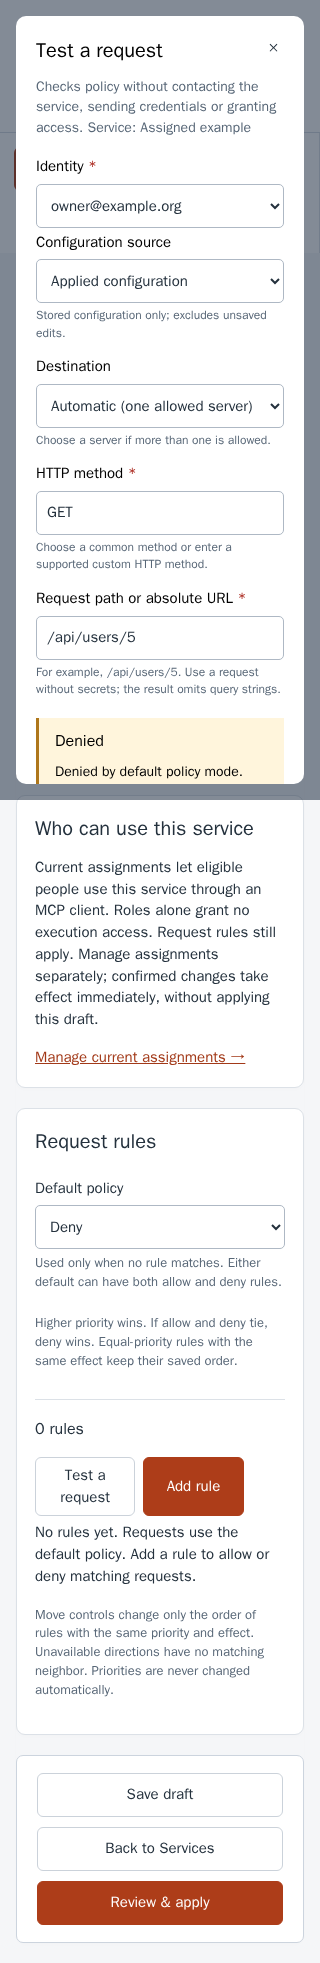 Test a request
×
Checks policy without contacting the
service, sending credentials or granting
access. Service: Assigned example
Identity *
owner@example.org
Configuration source
Applied configuration
Stored configuration only; excludes unsaved
edits.
Destination
Automatic (one allowed server)
Choose a server if more than one is allowed.
HTTP method *
GET
Choose a common method or enter a
supported custom HTTP method.
Request path or absolute URL *
/api/users/5
For example, /api/users/5. Use a request
without secrets; the result omits query strings.
Denied
Denied by default policy mode.
Who can use this service
Current assignments let eligible
people use this service through an
MCP client. Roles alone grant no
execution access. Request rules still
apply. Manage assignments
separately; confirmed changes take
effect immediately, without applying
this draft.
Manage current assignments →
Request rules
Default policy
Deny
Used only when no rule matches. Either
default can have both allow and deny rules.
Higher priority wins. If allow and deny tie,
deny wins. Equal-priority rules with the
same effect keep their saved order.
0 rules
Test a
request
Add rule
No rules yet. Requests use the
default policy. Add a rule to allow or
deny matching requests.
Move controls change only the order of
rules with the same priority and effect.
Unavailable directions have no matching
neighbor. Priorities are never changed
automatically.
Save draft
Back to Services
Review & apply